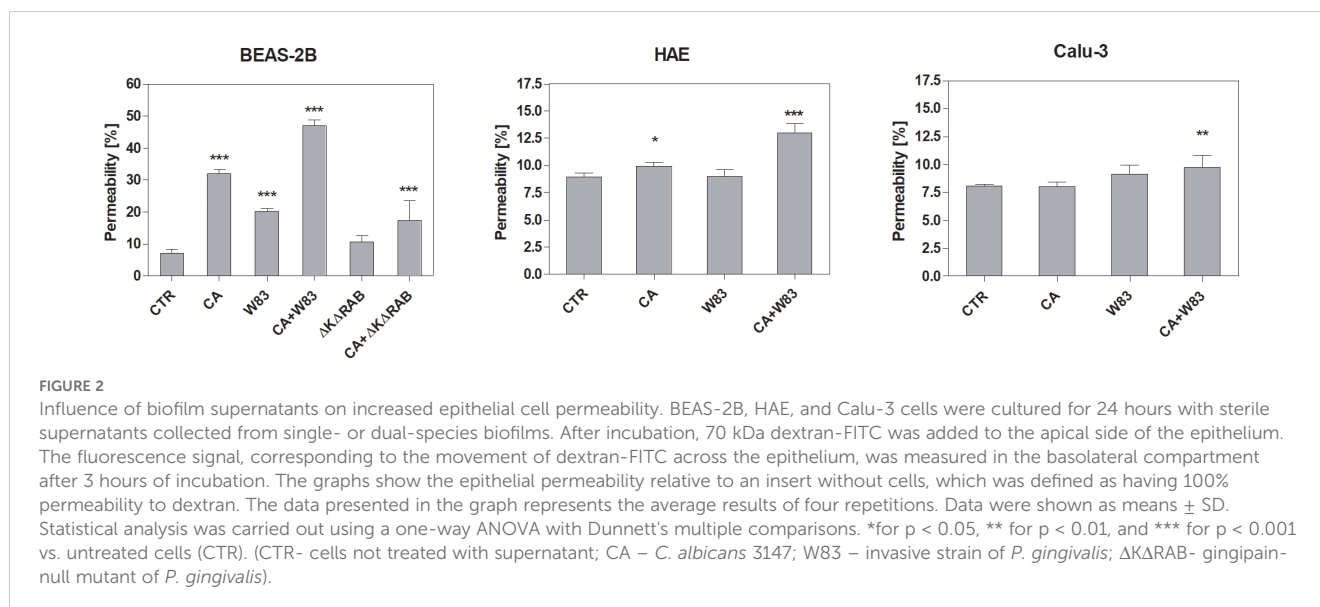 BEAS-2B
60
50
40
30
20
10
0
Permeability [%]
***
***
***
***
CTR
CA
W83
CA+W83
ΔKΔRAB
CA+ΔKΔRAB
HAE
17.5
15.0
12.5
10.0
7.5
5.0
2.5
0.0
Permeability [%]
*
***
CTR
CA
W83
CA+W83
Calu-3
17.5
15.0
12.5
10.0
7.5
5.0
2.5
0.0
Permeability [%]
**
CTR
CA
W83
CA+W83
FIGURE 2
Influence of biofilm supernatants on increased epithelial cell permeability. BEAS-2B, HAE, and Calu-3 cells were cultured for 24 hours with sterile
supernatants collected from single- or dual-species biofilms. After incubation, 70 kDa dextran-FITC was added to the apical side of the epithelium.
The fluorescence signal, corresponding to the movement of dextran-FITC across the epithelium, was measured in the basolateral compartment
after 3 hours of incubation. The graphs show the epithelial permeability relative to an insert without cells, which was defined as having 100%
permeability to dextran. The data presented in the graph represents the average results of four repetitions. Data were shown as means ± SD.
Statistical analysis was carried out using a one-way ANOVA with Dunnett's multiple comparisons. *for p < 0.05, ** for p < 0.01, and *** for p < 0.001
vs. untreated cells (CTR). (CTR- cells not treated with supernatant; CA – C. albicans 3147; W83 – invasive strain of P. gingivalis; ΔKΔRAB- gingipain-
null mutant of P. gingivalis).